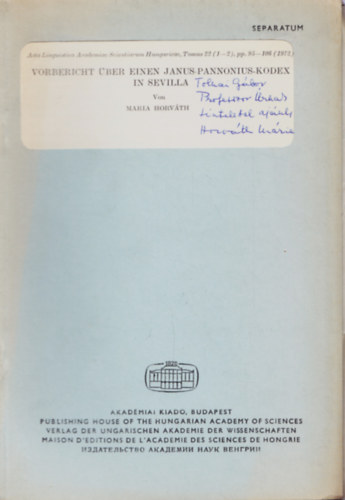 SEPARATUM
Acta Linguistica Academiae Scientiarum Hungaricae, Tomus 22 (1—2), pp. 95—106 (1972)
VORBERICHT ÜBER EINEN JANUS-PANNONIUS-KODEX
IN SEVILLA
Von
MARIA HORVÁTH
Tolnai Gábor
Professzor Úrnak
tisztelettel ajánlja
Horváth Mária
1828
AKADÉMIAI KIADÓ, BUDAPEST
PUBLISHING HOUSE OF THE HUNGARIAN ACADEMY OF SCIENCES
VERLAG DER UNGARISCHEN AKADEMIE DER WISSENSCHAFTEN
MAISON D'EDITIONS DE L'ACADEMIE DES SCIENCES DE HONGRIE
ИЗДАТЕЛЬСТВО АКАДЕМИИ НАУК ВЕНГРИИ